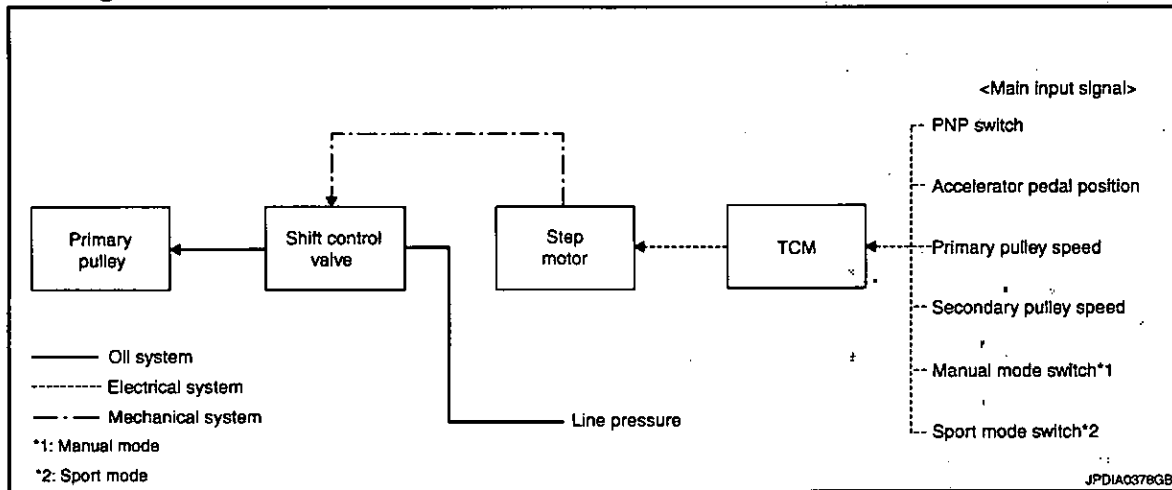 <Main input signal>
PNP switch
Accelerator pedal position
Primary pulley
Shift control valve
Step motor
TCM
Primary pulley speed
Secondary pulley speed
Oil system
Electrical system
Manual mode switch*1
Mechanical system
Line pressure
*1: Manual mode
Sport mode switch*2
*2: Sport mode
JPDIA0378GB